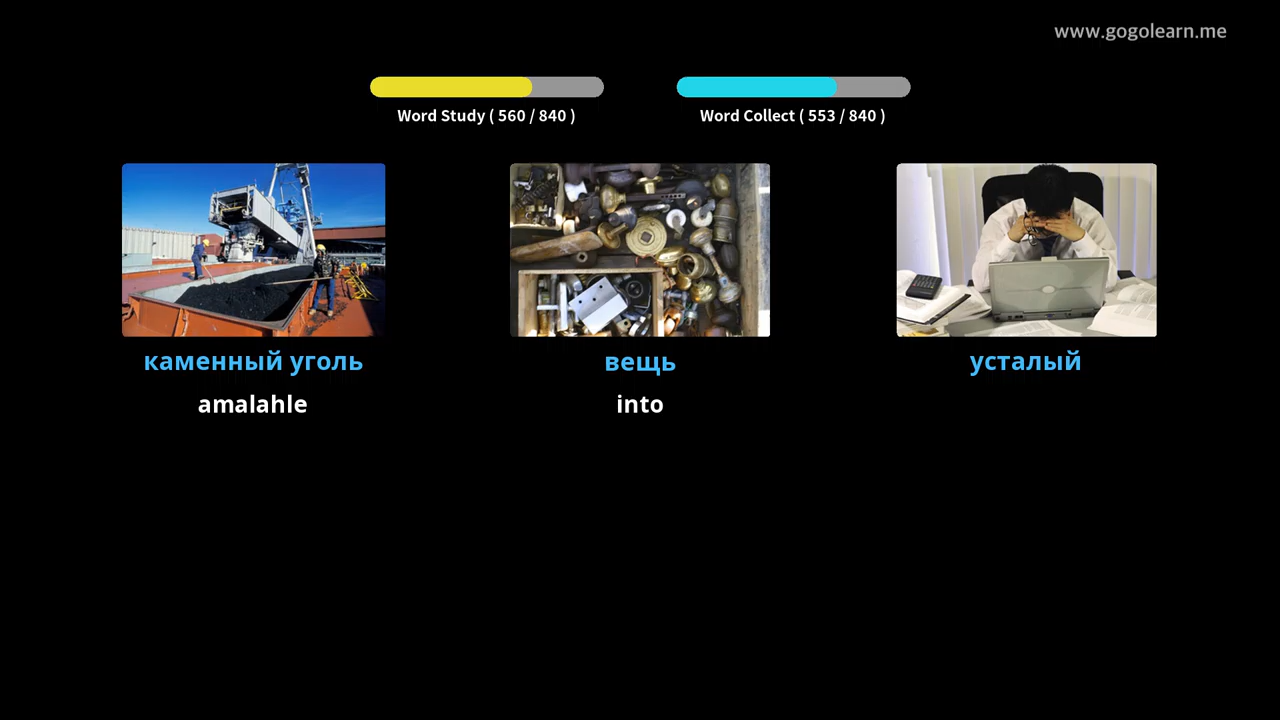 www.gogolearn.me
Word Study ( 560 / 840 )
Word Collect ( 553 / 840 )
каменный уголь
вещь
усталый
amalahle
into